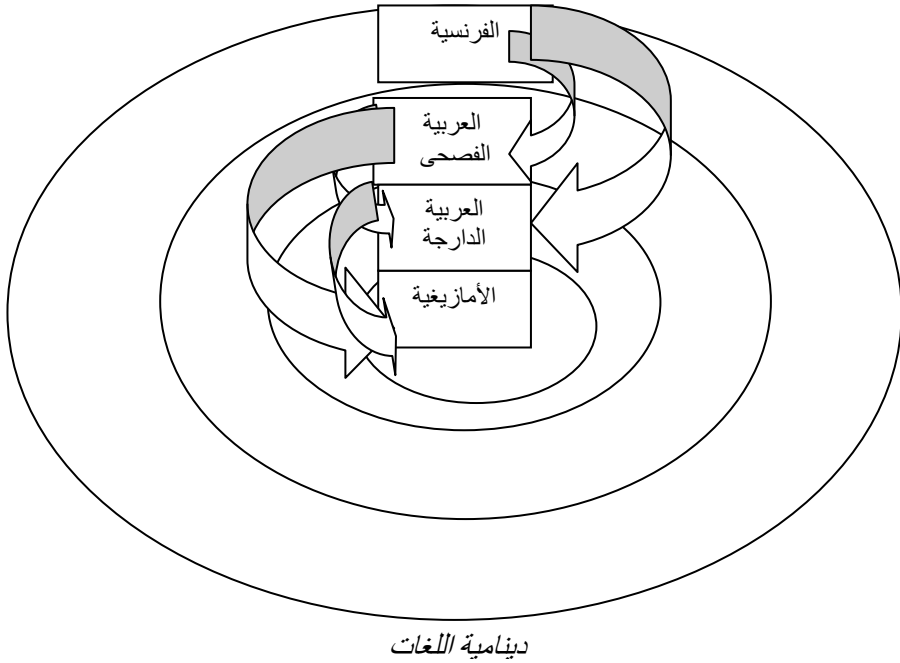 الفرنسية
العربية
الفصحى
العربية
الدارجة
الأمازيغية
دينامية اللغات